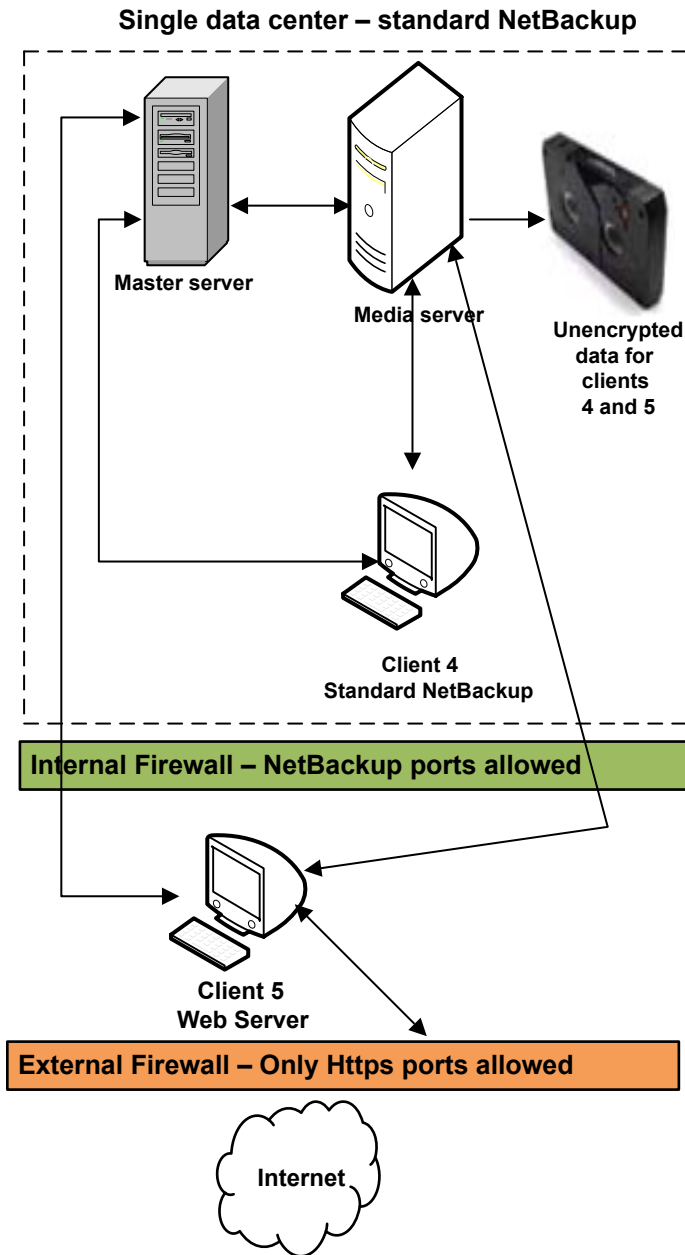 Single data center – standard NetBackup
Master server
Media server
Unencrypted
data for
clients
4 and 5
Client 4
Standard NetBackup
Internal Firewall – NetBackup ports allowed
Client 5
Web Server
External Firewall – Only Https ports allowed
Internet